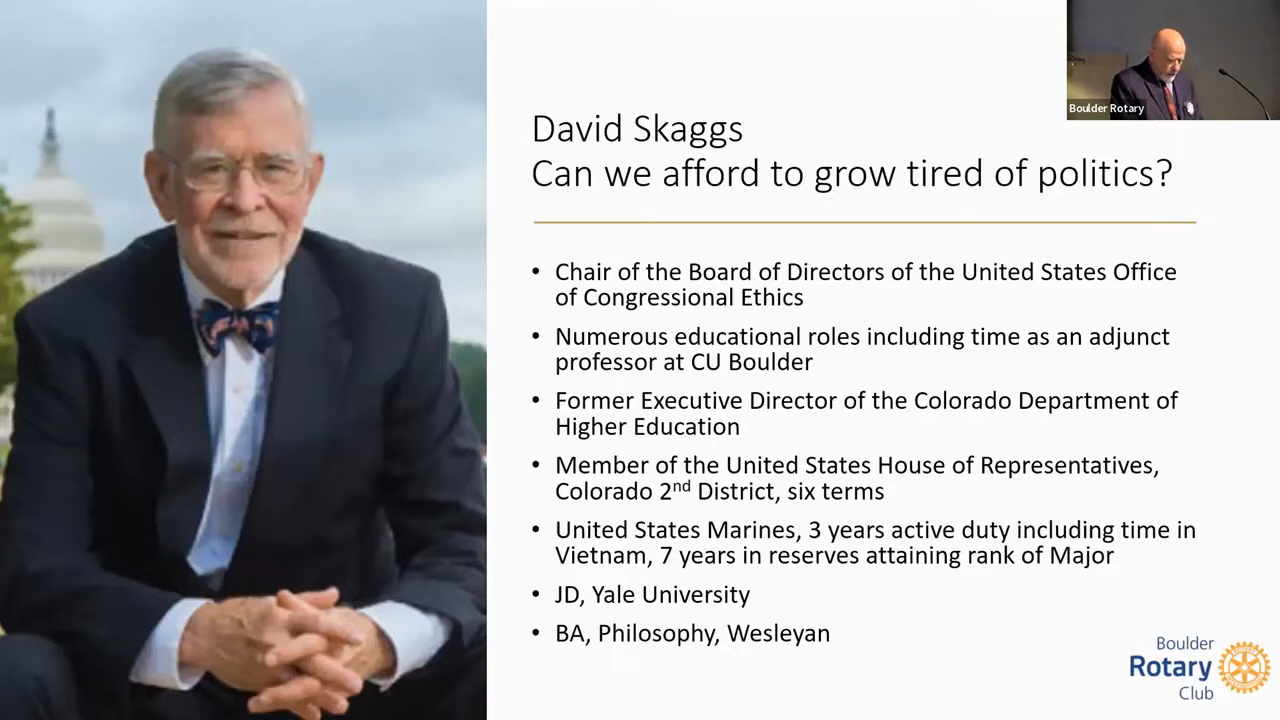 Boulder Rotary
David Skaggs
Can we afford to grow tired of politics?
• Chair of the Board of Directors of the United States Office
of Congressional Ethics
• Numerous educational roles including time as an adjunct
professor at CU Boulder
• Former Executive Director of the Colorado Department of
Higher Education
• Member of the United States House of Representatives,
Colorado 2nd District, six terms
• United States Marines, 3 years active duty including time in
Vietnam, 7 years in reserves attaining rank of Major
• JD, Yale University
• BA, Philosophy, Wesleyan
Boulder
Rotary
Club